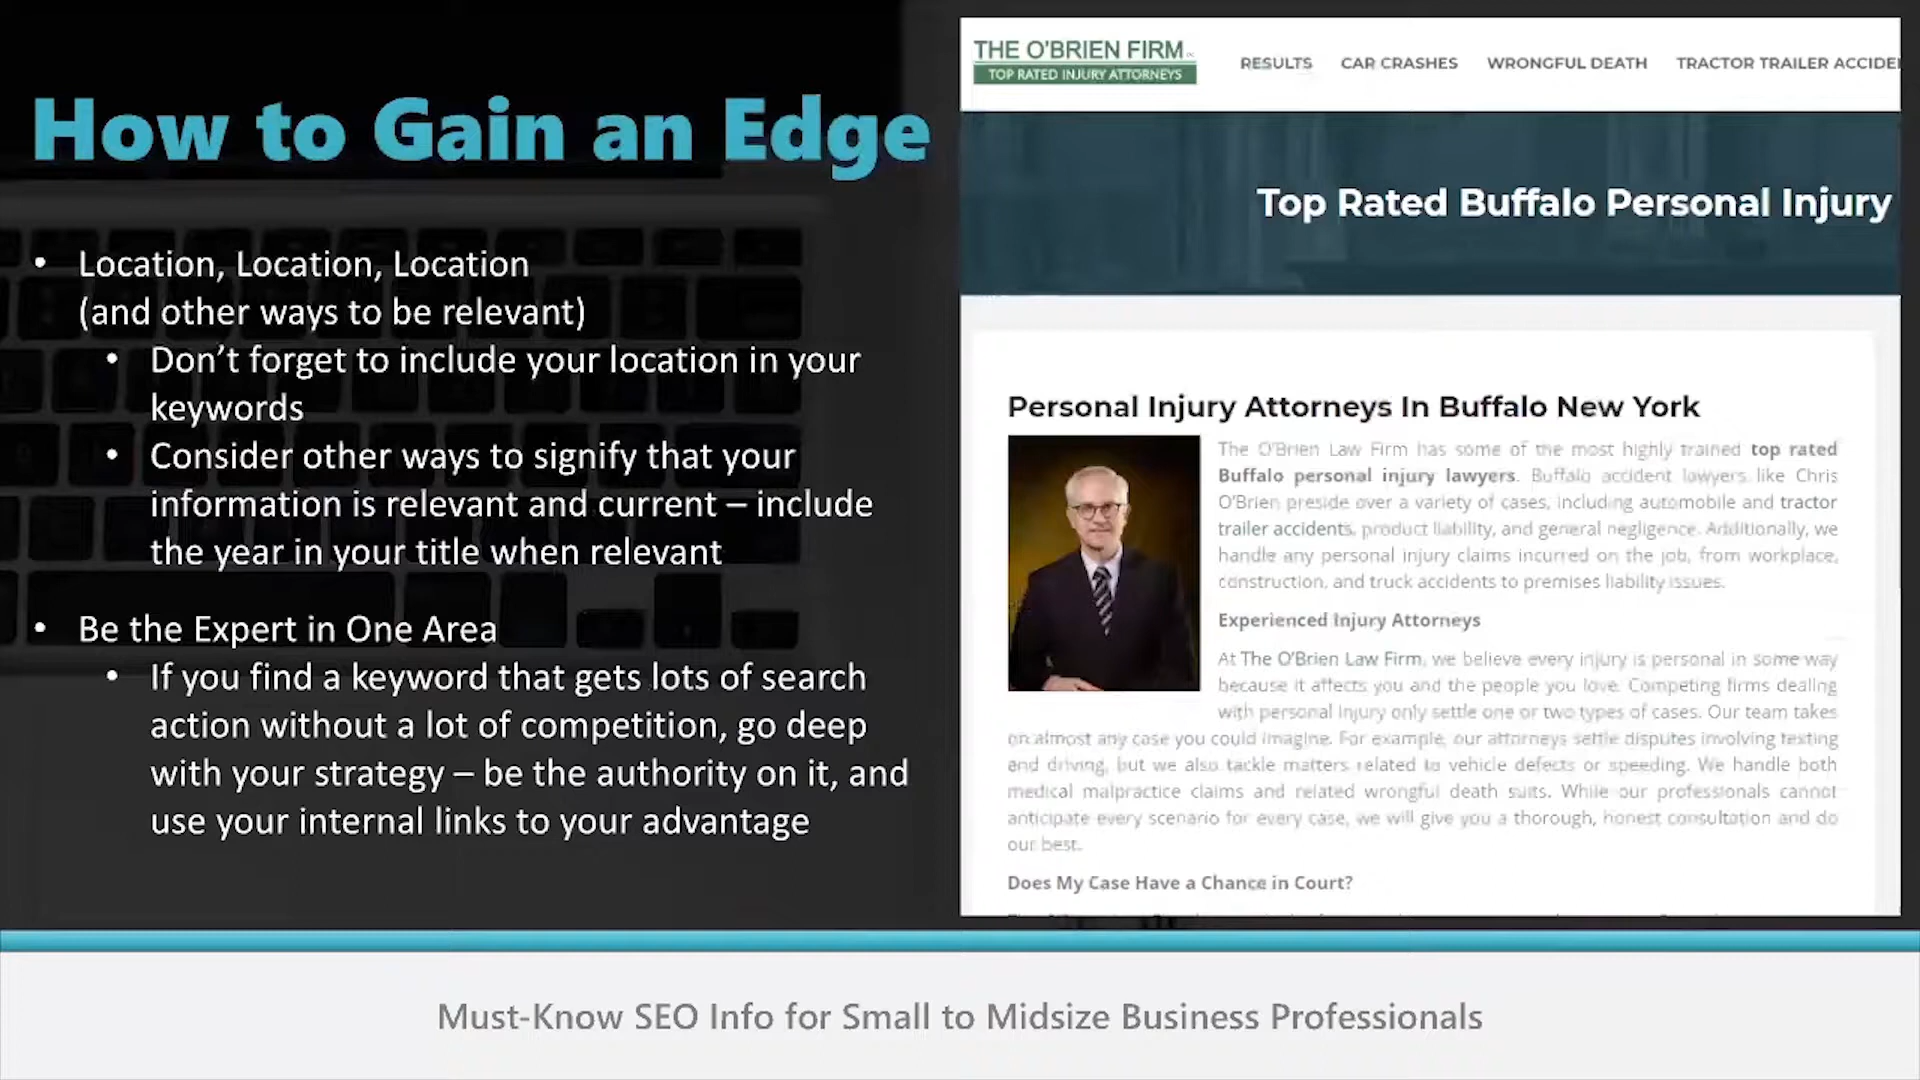 How to Gain an Edge
• Location, Location, Location
(and other ways to be relevant)
• Don’t forget to include your location in your
keywords
• Consider other ways to signify that your
information is relevant and current – include
the year in your title when relevant
• Be the Expert in One Area
• If you find a keyword that gets lots of search
action without a lot of competition, go deep
with your strategy – be the authority on it, and
use your internal links to your advantage
THE O'BRIEN FIRM
TOP RATED INJURY ATTORNEYS
RESULTS CAR CRASHES WRONGFUL DEATH TRACTOR TRAILER ACCIDE
Top Rated Buffalo Personal Injury
Personal Injury Attorneys In Buffalo New York
The O'Brien Law Firm has some of the most highly trained top rated
Buffalo personal injury lawyers. Buffalo accident lawyers like Chris
O'Brien preside over a variety of cases, including automobile and tractor
trailer accidents, product liability, and general negligence. Additionally, we
handle any personal injury claims incurred on the job, from workplace,
construction, and truck accidents to premises liability issues.
Experienced Injury Attorneys
At The O'Brien Law Firm, we believe every injury is personal in some way
because it affects you and the people you love. Competing firms dealing
with personal injury only settle one or two types of cases. Our team takes
on almost any case you could imagine. For example, our attorneys settle disputes involving texting
and driving, but we also tackle matters related to vehicle defects or speeding. We handle both
medical malpractice claims and related wrongful death suits. While our professionals cannot
anticipate every scenario for every case, we will give you a thorough, honest consultation and do
our best.
Does My Case Have a Chance in Court?
Must-Know SEO Info for Small to Midsize Business Professionals